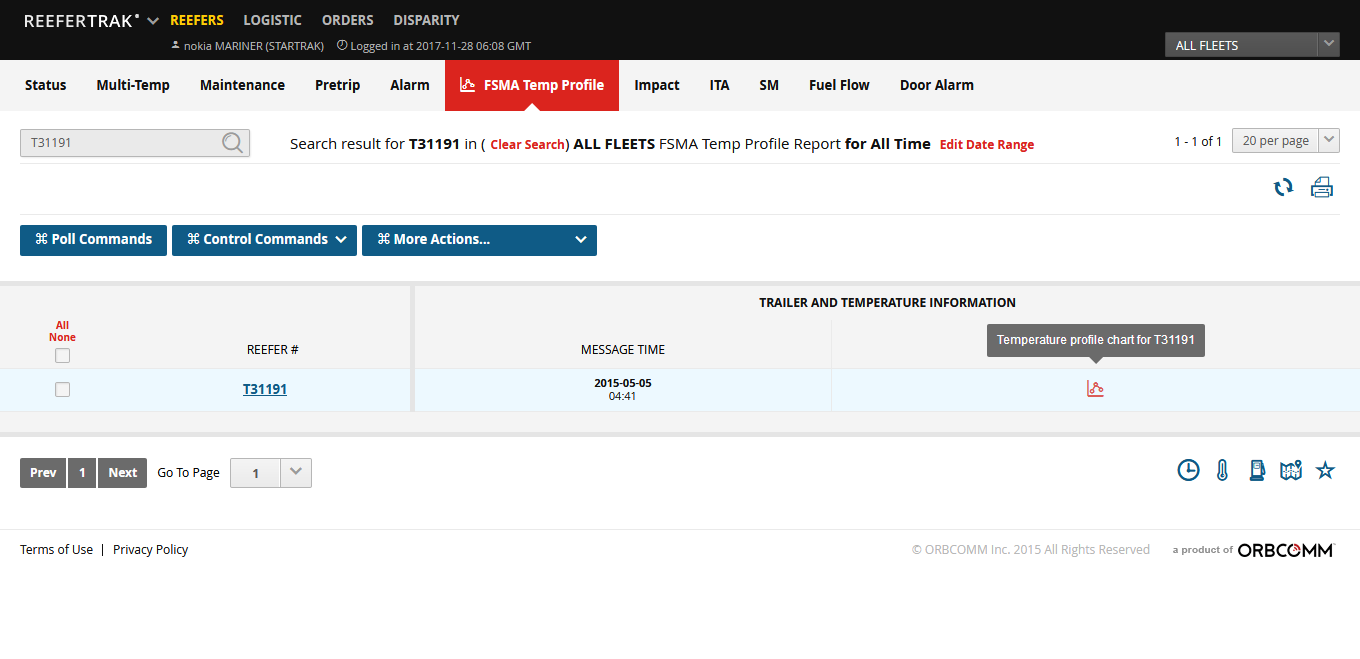 REEFERTRAK
REEFERS LOGISTIC ORDERS DISPARITY
nokia MARINER (STARTRAK) Logged in at 2017-11-28 06:08 GMT
ALL FLEETS
Status Multi-Temp Maintenance Pretrip Alarm FSMA Temp Profile Impact ITA SM Fuel Flow Door Alarm
T31191
Search result for T31191 in ( Clear Search) ALL FLEETS FSMA Temp Profile Report for All Time Edit Date Range
1 - 1 of 1 20 per page
⌘ Poll Commands ⌘ Control Commands ⌘ More Actions...
TRAILER AND TEMPERATURE INFORMATION
All
None
REEFER # MESSAGE TIME
Temperature profile chart for T31191
T31191
2015-05-05
04:41
Prev 1 Next Go To Page 1
Terms of Use | Privacy Policy
© ORBCOMM Inc. 2015 All Rights Reserved a product of ORBCOMM